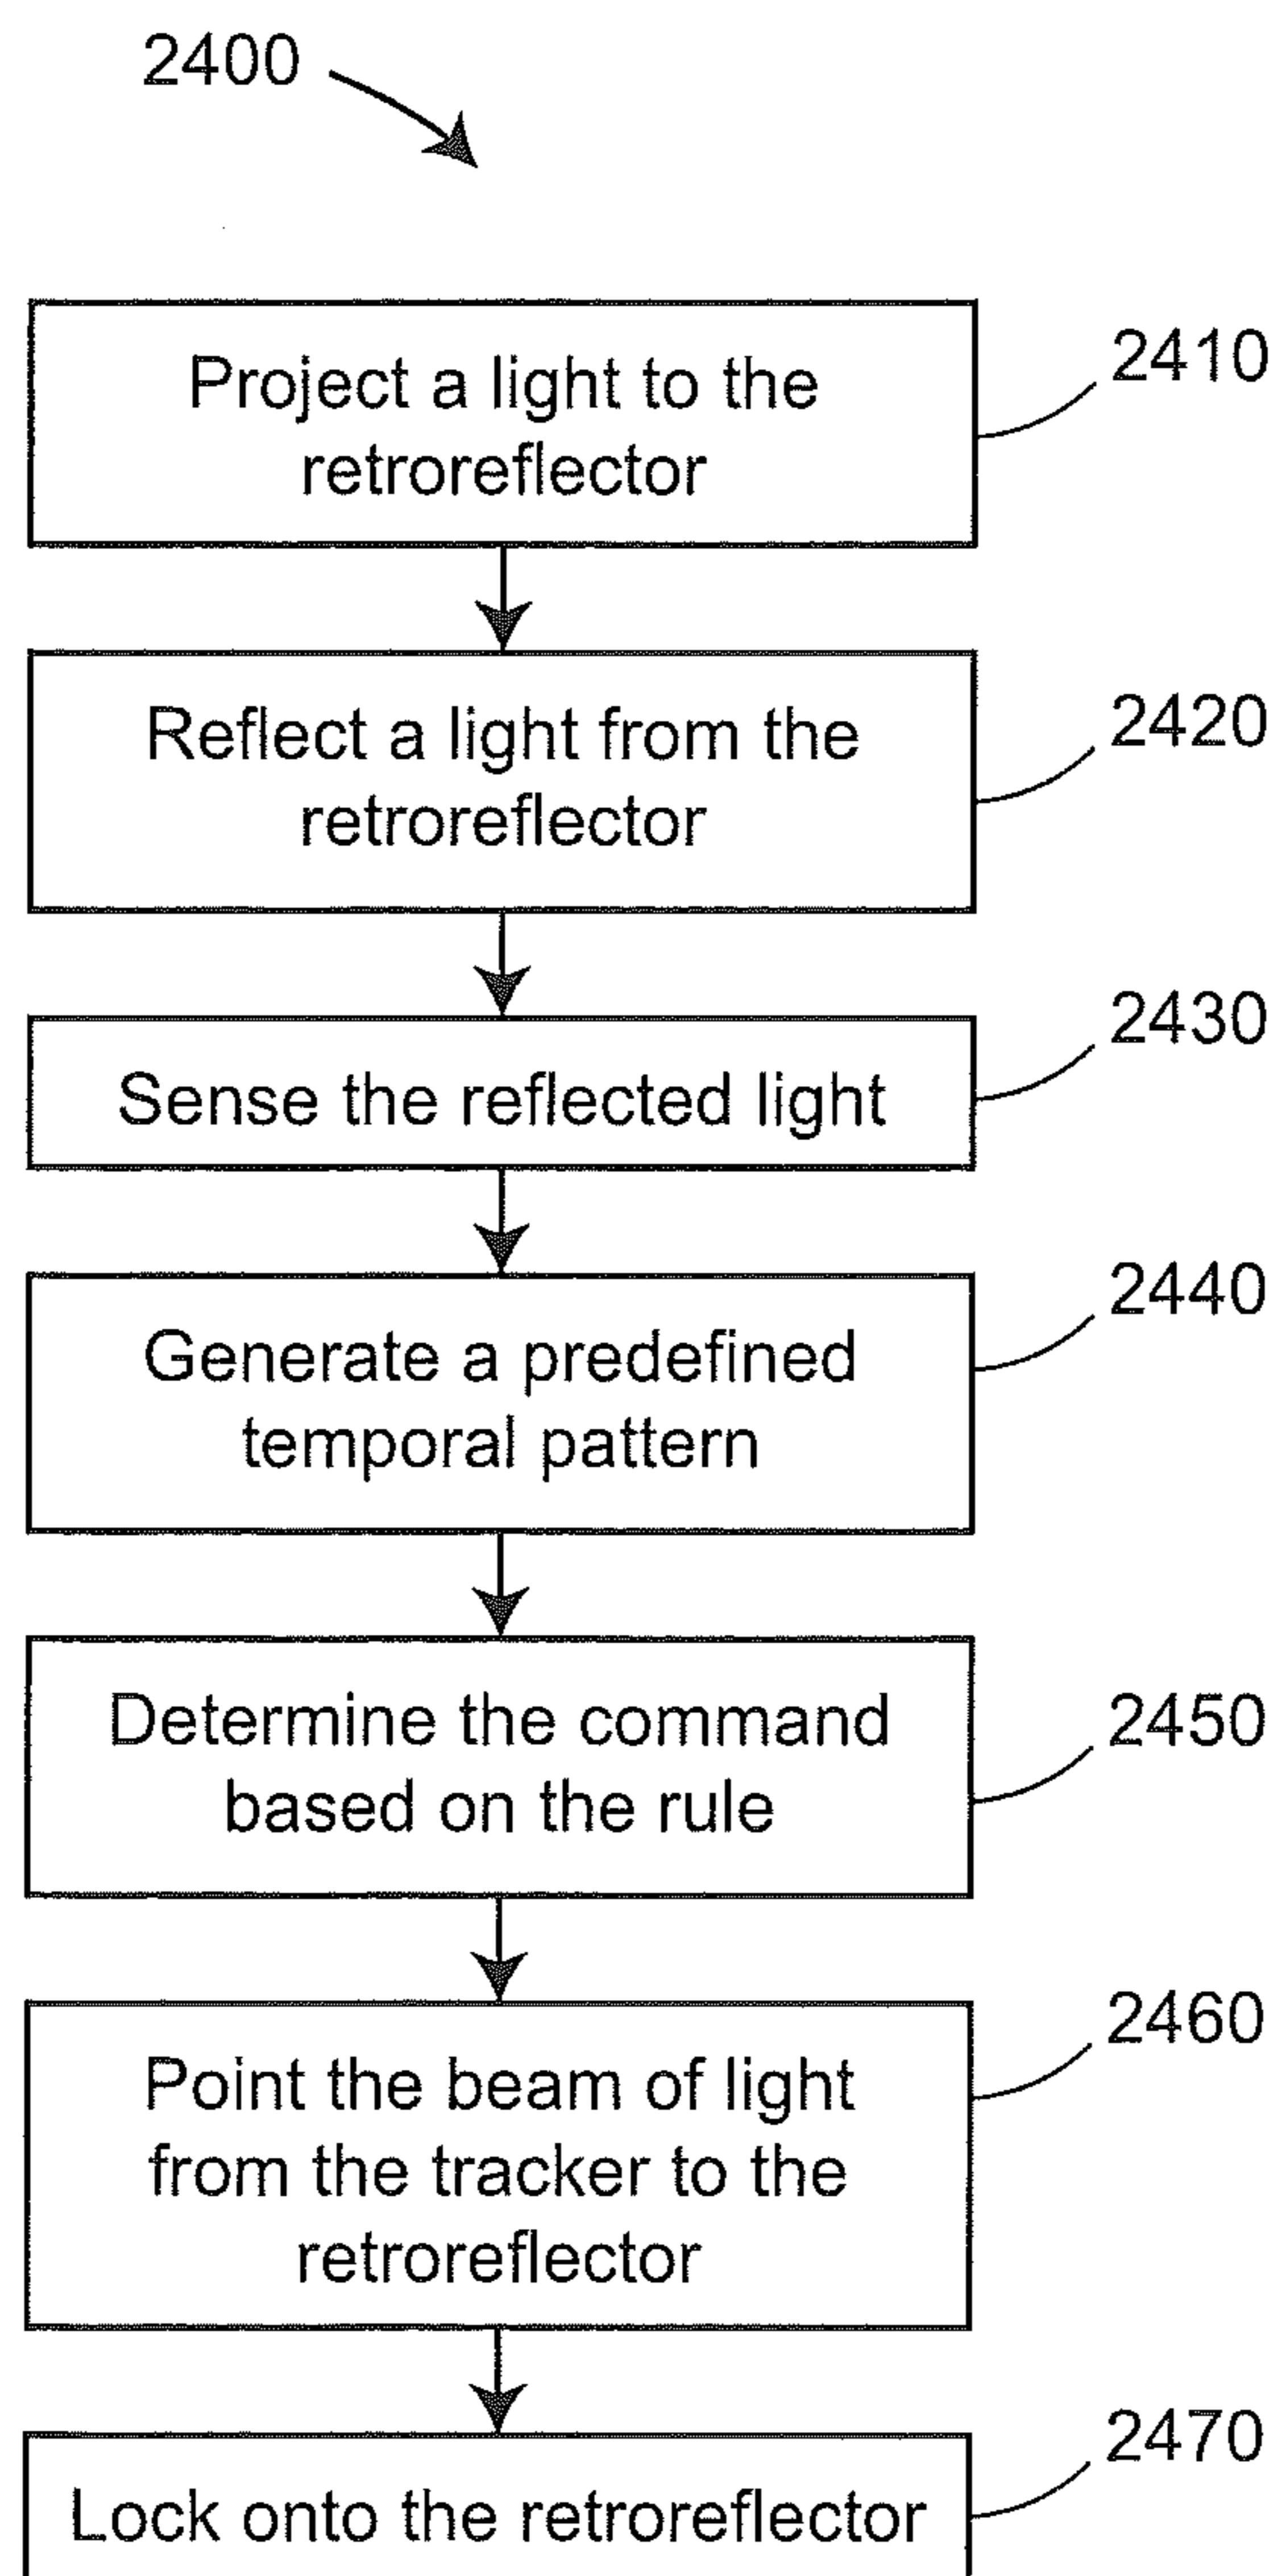 2400
Project a light to the
retroreflector
2410
Reflect a light from the
retroreflector
2420
Sense the reflected light
2430
Generate a predefined
temporal pattern
2440
Determine the command
based on the rule
2450
Point the beam of light
from the tracker to the
retroreflector
2460
Lock onto the retroreflector
2470